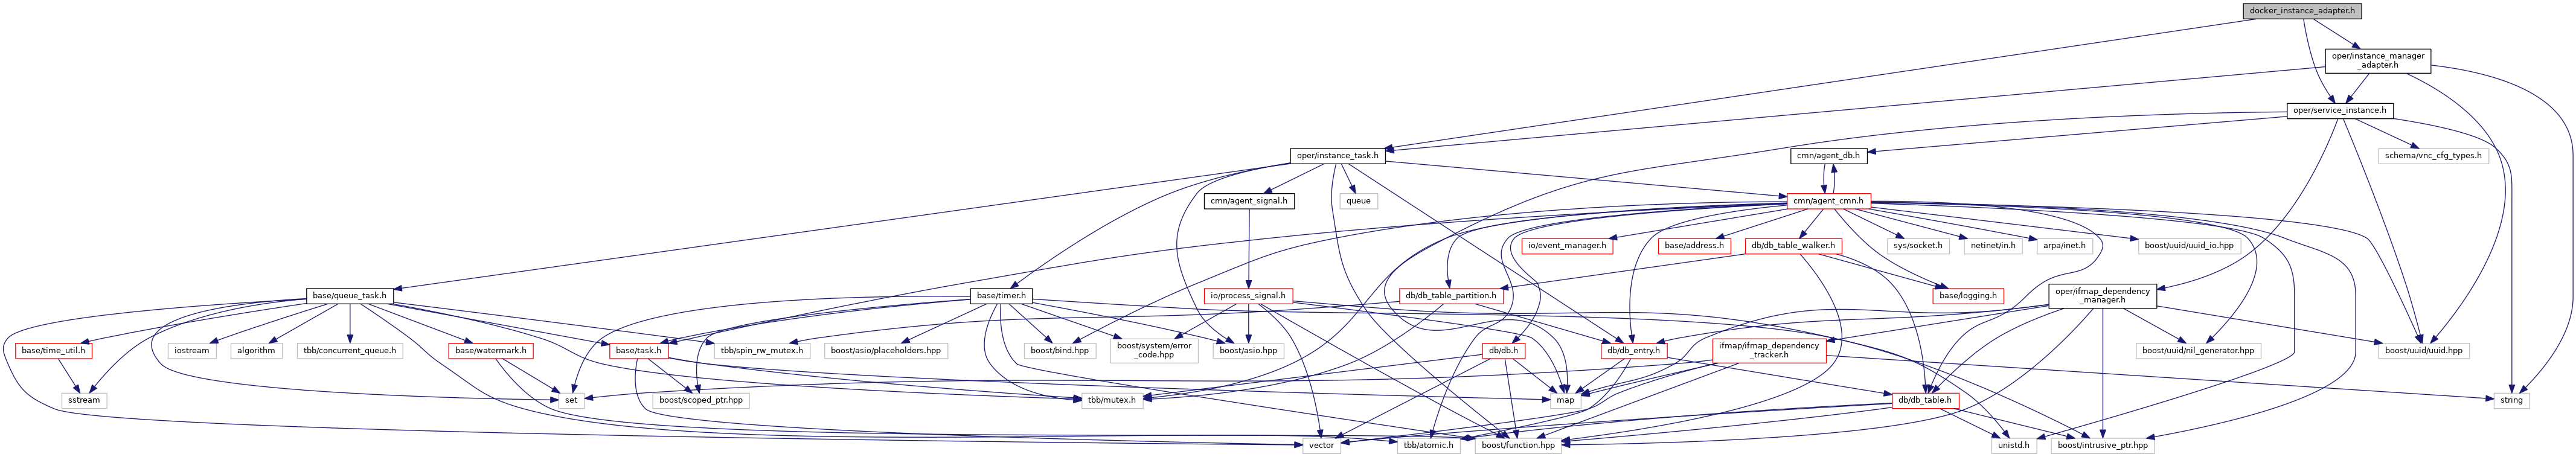 docker_instance_adapter.h
oper/instance_manager
_adapter.h
oper/service_instance.h
oper/instance_task.h
cmn/agent_db.h
schema/vnc_cfg_types.h
cmn/agent_signal.h
queue
cmn/agent_cmn.h
io/event_manager.h
base/address.h
db/db_table_walker.h
sys/socket.h
netinet/in.h
arpa/inet.h
boost/uuid/uuid_io.hpp
base/queue_task.h
base/timer.h
io/process_signal.h
db/db_table_partition.h
base/logging.h
oper/ifmap_dependency
_manager.h
base/time_util.h
iostream
algorithm
tbb/concurrent_queue.h
base/watermark.h
base/task.h
tbb/spin_rw_mutex.h
boost/asio/placeholders.hpp
boost/bind.hpp
boost/system/error
_code.hpp
boost/asio.hpp
db/db.h
db/db_entry.h
ifmap/ifmap_dependency
_tracker.h
boost/uuid/nil_generator.hpp
boost/uuid/uuid.hpp
sstream
set
boost/scoped_ptr.hpp
tbb/mutex.h
map
db/db_table.h
string
vector
tbb/atomic.h
boost/function.hpp
unistd.h
boost/intrusive_ptr.hpp